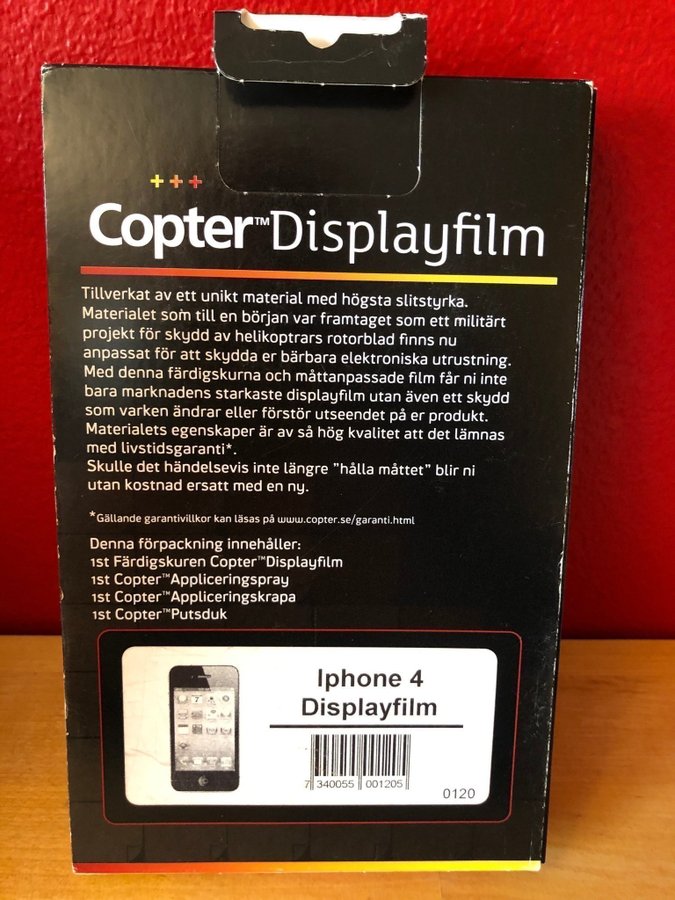 +++
Copter™Displayfilm
Tillverkat av ett unikt material med högsta slitstyrka.
Materialet som till en början var framtaget som ett militärt
projekt för skydd av helikoptrars rotorblad finns nu
anpassat för att skydda er bärbara elektroniska utrustning.
Med denna färdigskurna och måttanpassade film får ni inte
bara marknadens starkaste displayfilm utan även ett skydd
som varken ändrar eller förstör utseendet på er produkt.
Materialets egenskaper är av så hög kvalitet att det lämnas
med livstidsgaranti*.
Skulle det händelsevis inte längre "hålla måttet" blir ni
utan kostnad ersatt med en ny.
*Gällande garantivillkor kan läsas på www.copter.se/garanti.html
Denna förpackning innehåller:
1st Färdigskuren Copter™Displayfilm
1st Copter™Appliceringspray
1st Copter™Appliceringskrapa
1st Copter™Putsduk
Iphone 4
Displayfilm
7 340055 001205
0120